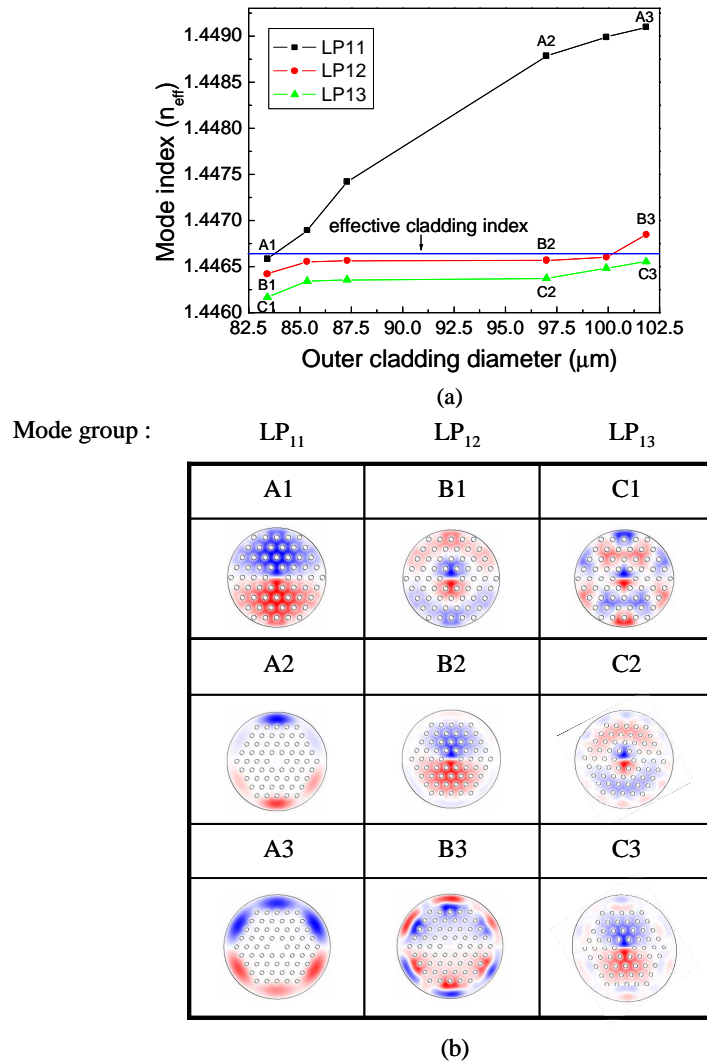 1.4490
1.4485
1.4480
1.4475
1.4470
1.4465
1.4460
Mode index (n_eff)
LP11
LP12
LP13
A3
A2
effective cladding index
A1
B3
B2
B1
C3
C2
C1
82.5 85.0 87.5 90.0 92.5 95.0 97.5 100.0 102.5
Outer cladding diameter (μm)
(a)
Mode group : LP₁₁ LP₁₂ LP₁₃
A1 B1 C1
A2 B2 C2
A3 B3 C3
(b)